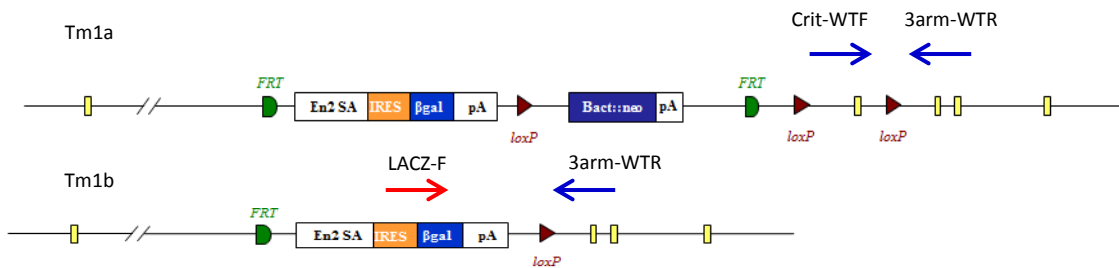 Crit-WTF 3arm-WTR
Tm1a
FRT FRT
En2 SA IRES βgal pA Bact::neo pA
loxP loxP loxP
LACZ-F 3arm-WTR
Tm1b
FRT
En2 SA IRES βgal pA
loxP